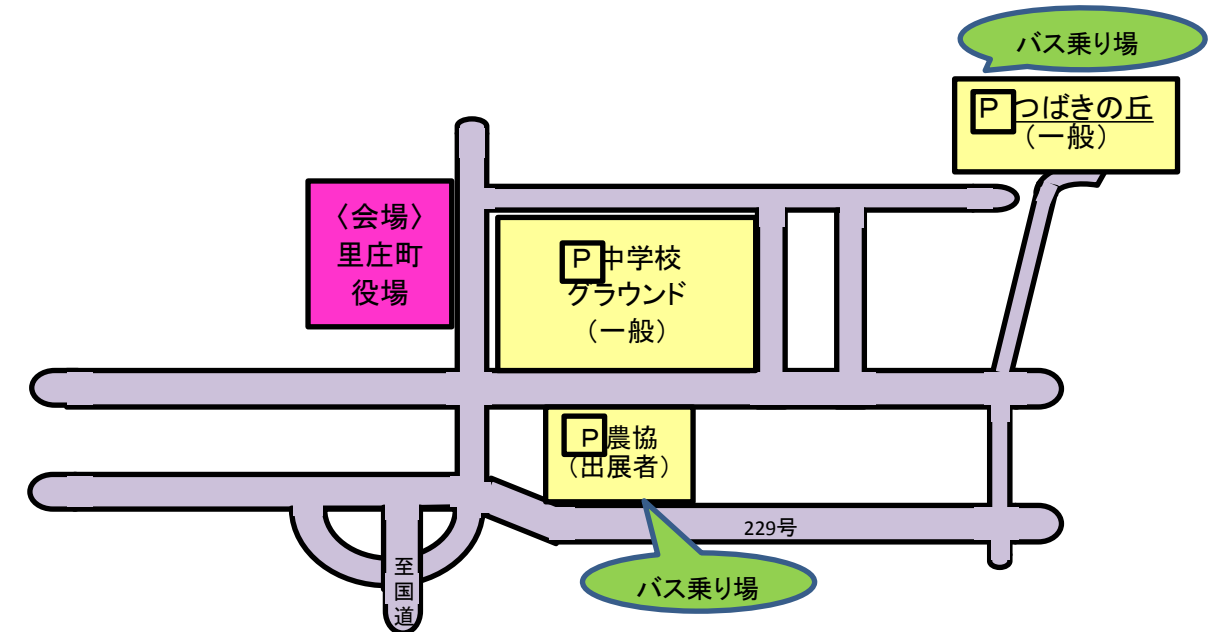 バス乗り場
P つばきの丘
（一般）
〈会場〉
里庄町
役場
P 中学校
グラウンド
（一般）
P 農協
（出展者）
229号
バス乗り場
至
国
道